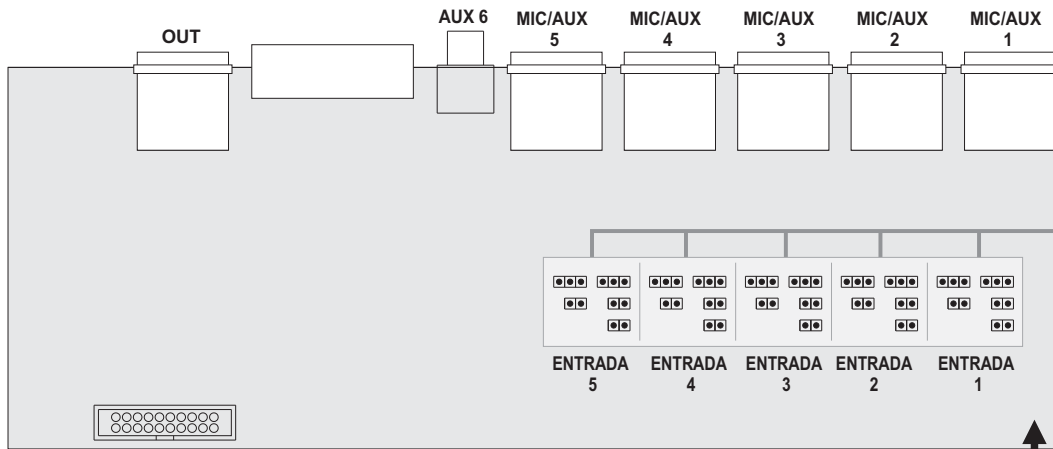 OUT
AUX 6
MIC/AUX
5
MIC/AUX
4
MIC/AUX
3
MIC/AUX
2
MIC/AUX
1
ENTRADA
5
ENTRADA
4
ENTRADA
3
ENTRADA
2
ENTRADA
1